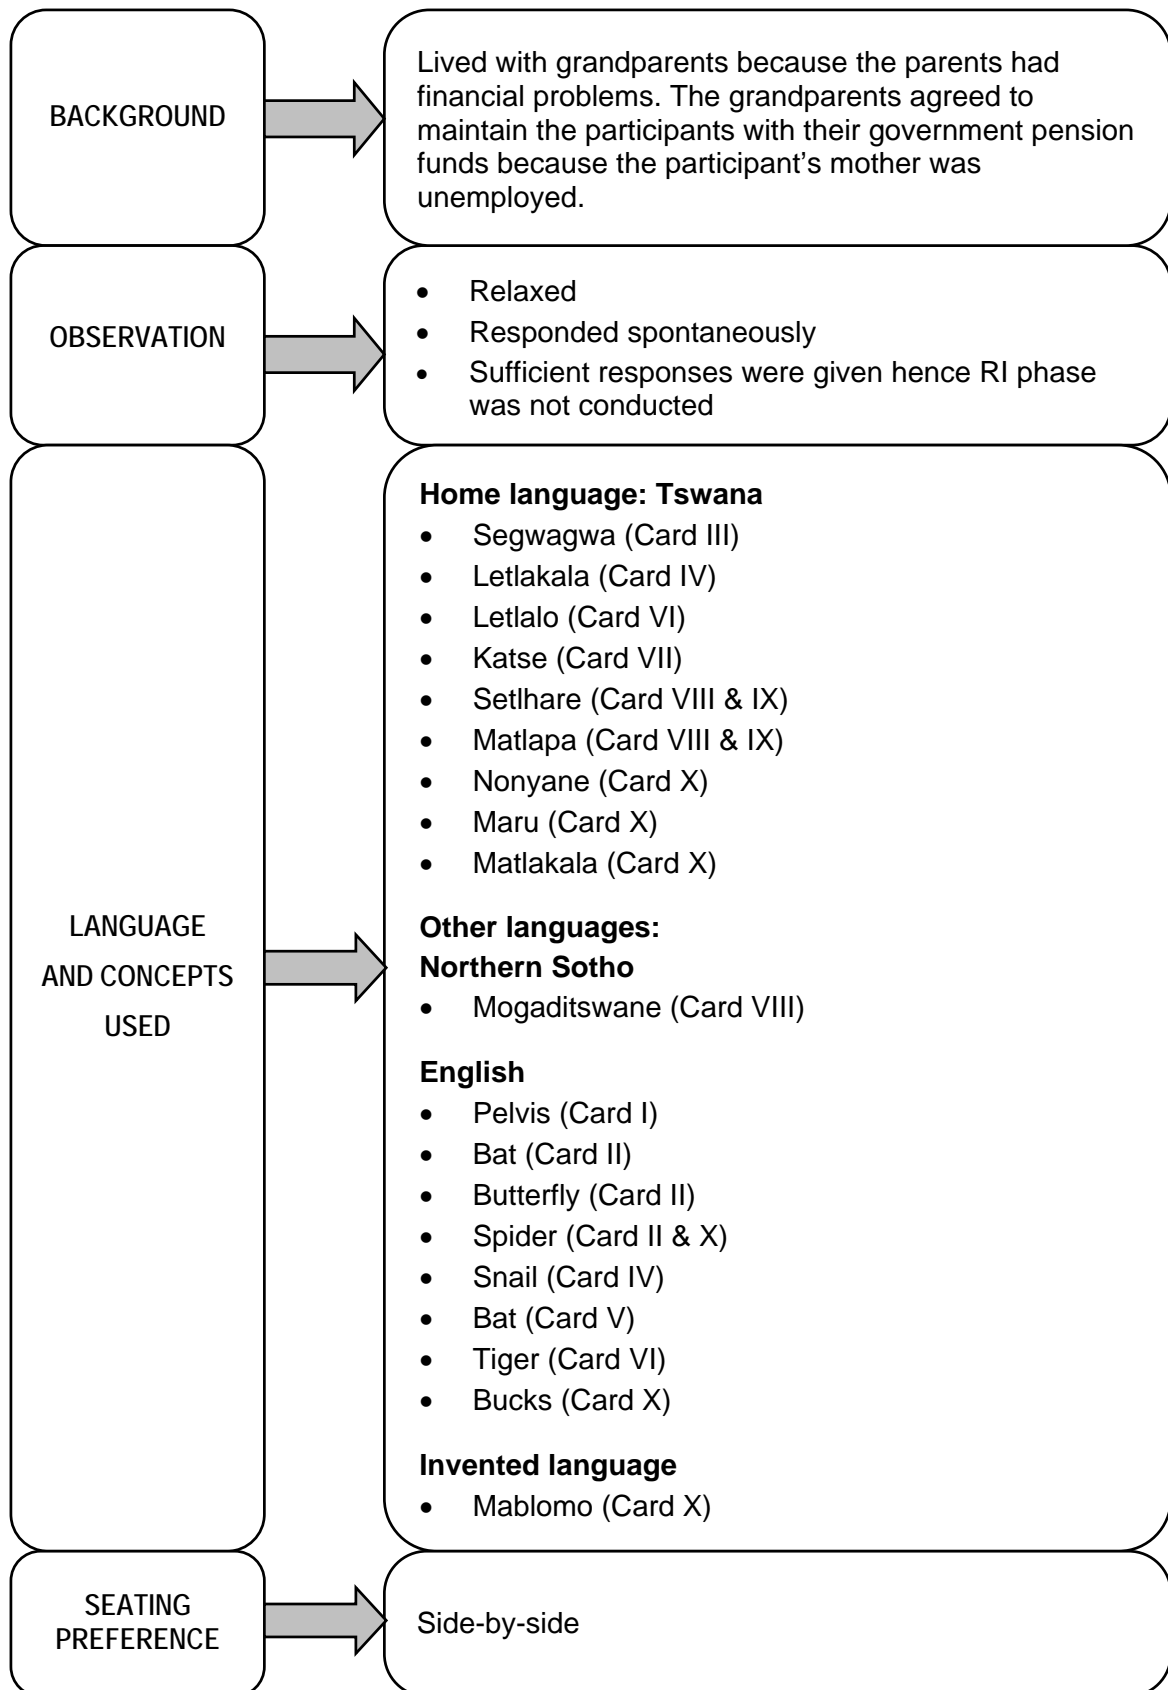 BACKGROUND
Lived with grandparents because the parents had
financial problems. The grandparents agreed to
maintain the participants with their government pension
funds because the participant’s mother was
unemployed.
OBSERVATION
• Relaxed
• Responded spontaneously
• Sufficient responses were given hence RI phase
was not conducted
LANGUAGE
AND CONCEPTS
USED
Home language: Tswana
• Segwagwa (Card III)
• Letlakala (Card IV)
• Letlalo (Card VI)
• Katse (Card VII)
• Setlhare (Card VIII & IX)
• Matlapa (Card VIII & IX)
• Nonyane (Card X)
• Maru (Card X)
• Matlakala (Card X)
Other languages:
Northern Sotho
• Mogaditswane (Card VIII)
English
• Pelvis (Card I)
• Bat (Card II)
• Butterfly (Card II)
• Spider (Card II & X)
• Snail (Card IV)
• Bat (Card V)
• Tiger (Card VI)
• Bucks (Card X)
Invented language
• Mablomo (Card X)
SEATING
PREFERENCE
Side-by-side